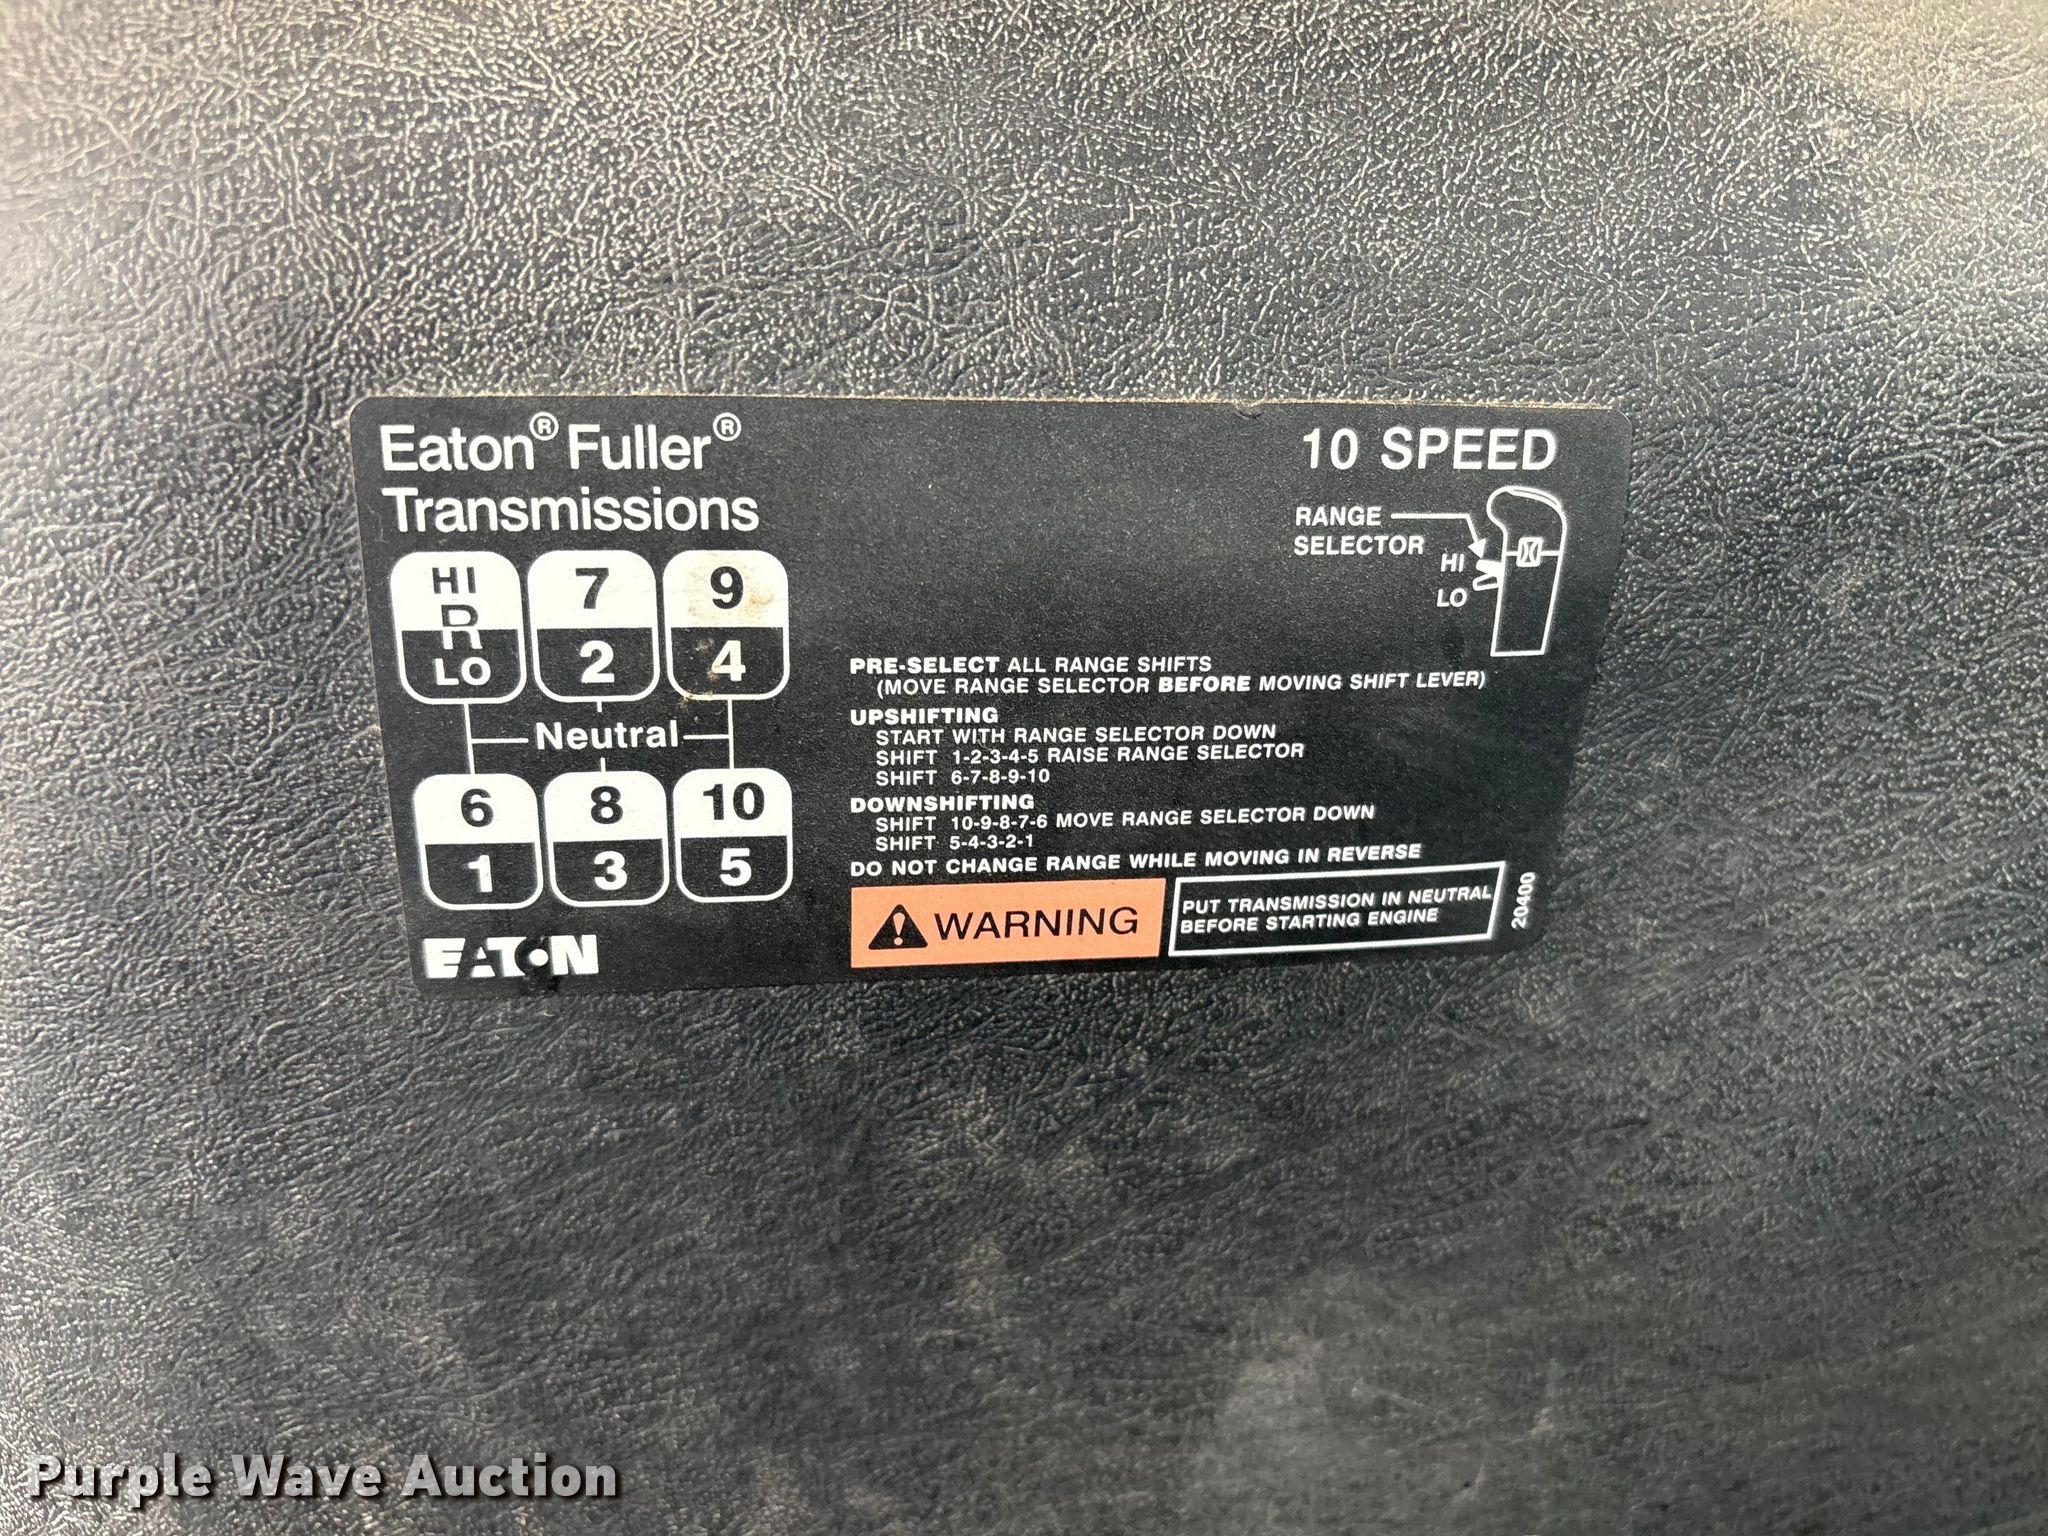 Eaton® Fuller®
Transmissions
HI
R
LO
7
2
9
4
Neutral
6
1
8
3
10
5
EATON
10 SPEED
RANGE
SELECTOR
HI
LO
PRE-SELECT ALL RANGE SHIFTS
(MOVE RANGE SELECTOR BEFORE MOVING SHIFT LEVER)
UPSHIFTING
START WITH RANGE SELECTOR DOWN
SHIFT 1-2-3-4-5 RAISE RANGE SELECTOR
SHIFT 6-7-8-9-10
DOWNSHIFTING
SHIFT 10-9-8-7-6 MOVE RANGE SELECTOR DOWN
SHIFT 5-4-3-2-1
DO NOT CHANGE RANGE WHILE MOVING IN REVERSE
WARNING
PUT TRANSMISSION IN NEUTRAL
BEFORE STARTING ENGINE
20400
Purple Wave Auction